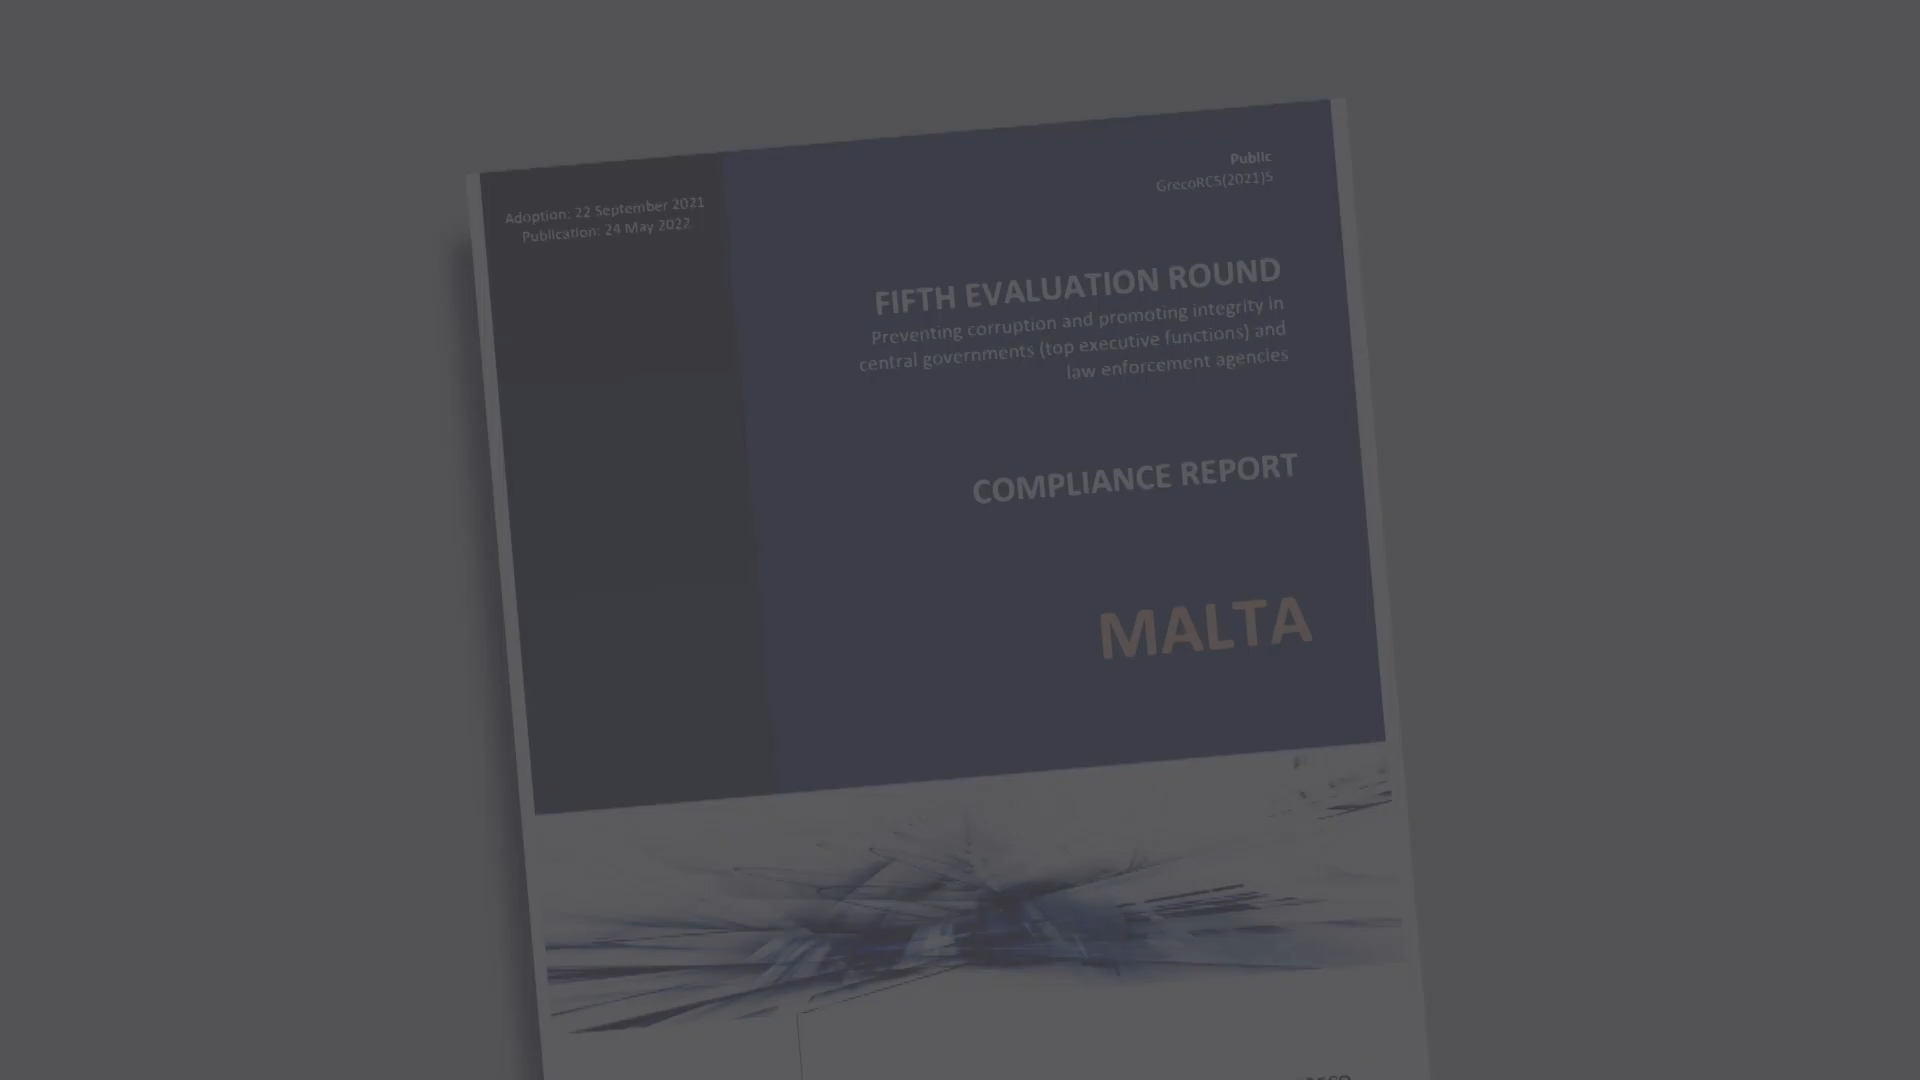 Adoption: 22 September 2021
Publication: 24 May 2022
Public
GrecoRC5(2021)5
FIFTH EVALUATION ROUND
Preventing corruption and promoting integrity in
central governments (top executive functions) and
law enforcement agencies
COMPLIANCE REPORT
MALTA